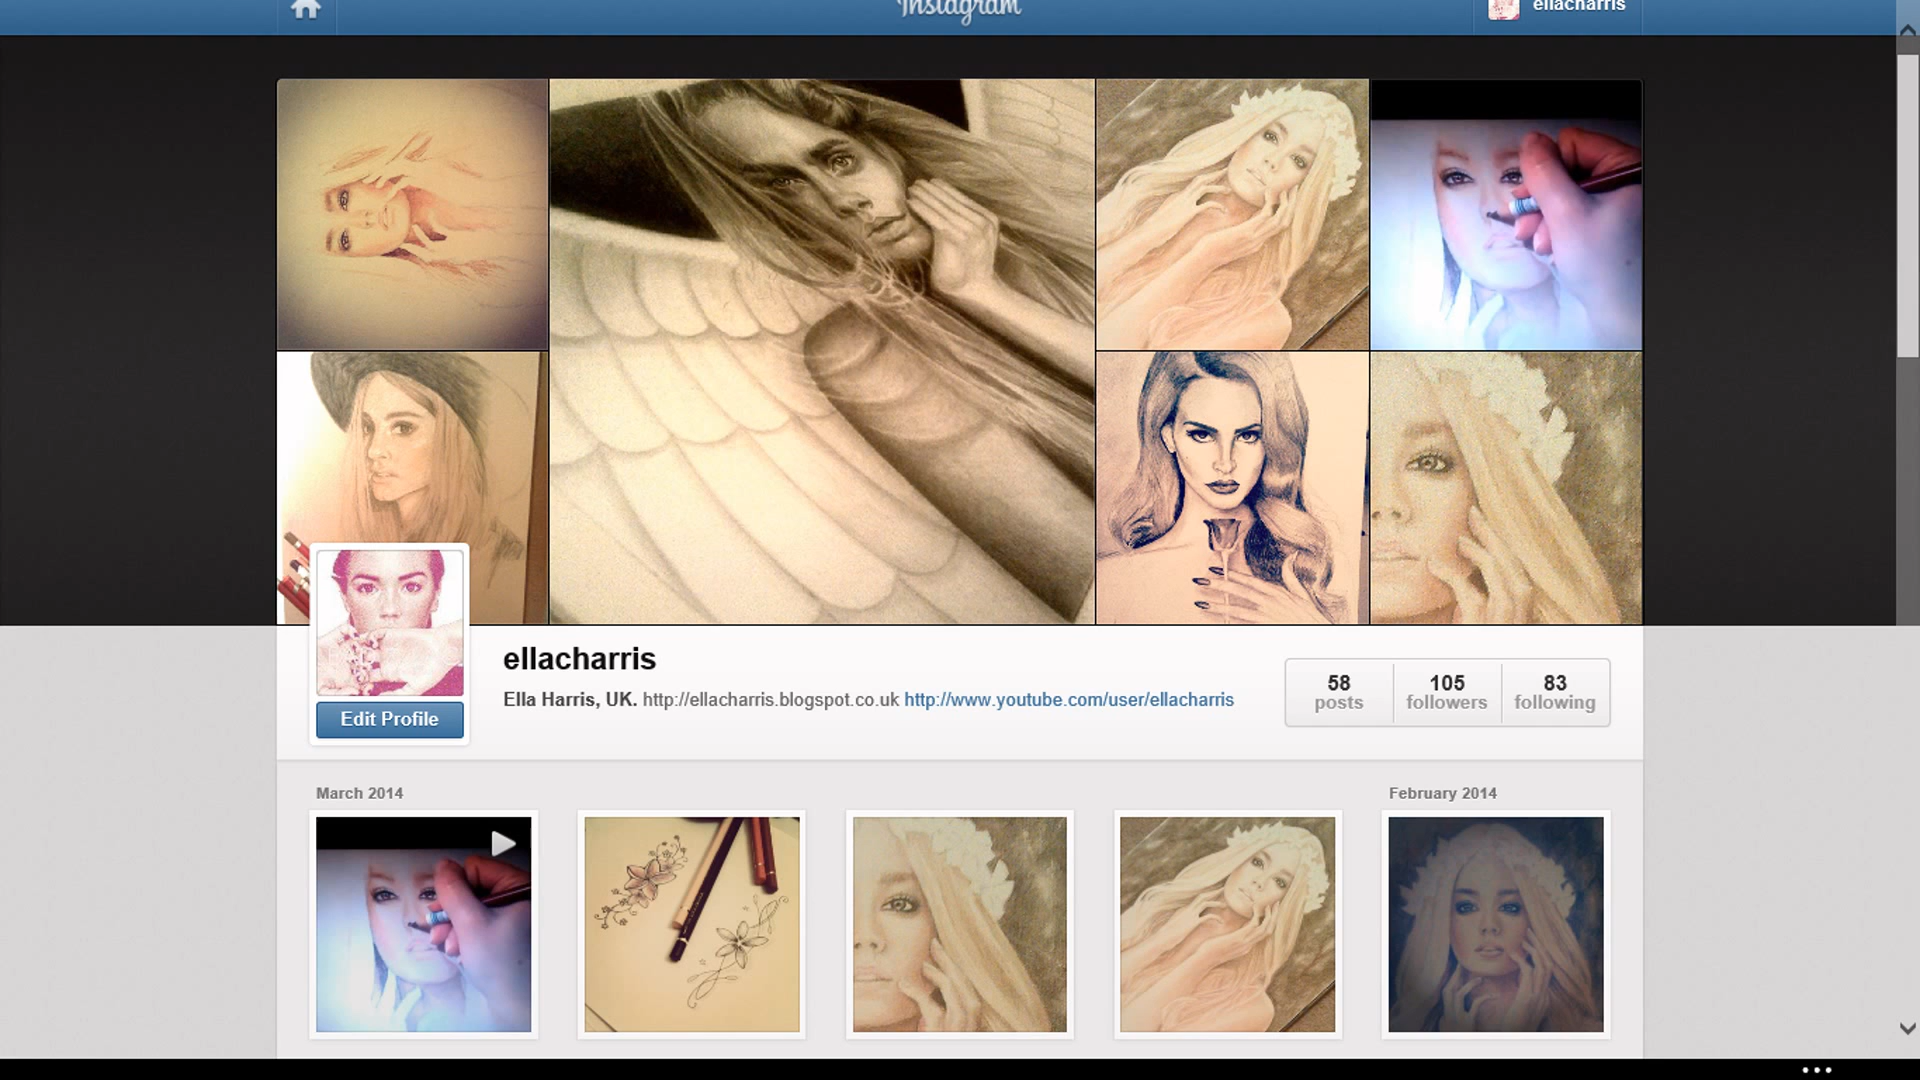 Instagram
ellacharris
ellacharris
Ella Harris, UK. http://ellacharris.blogspot.co.uk http://www.youtube.com/user/ellacharris
58 posts
105 followers
83 following
Edit Profile
March 2014
February 2014